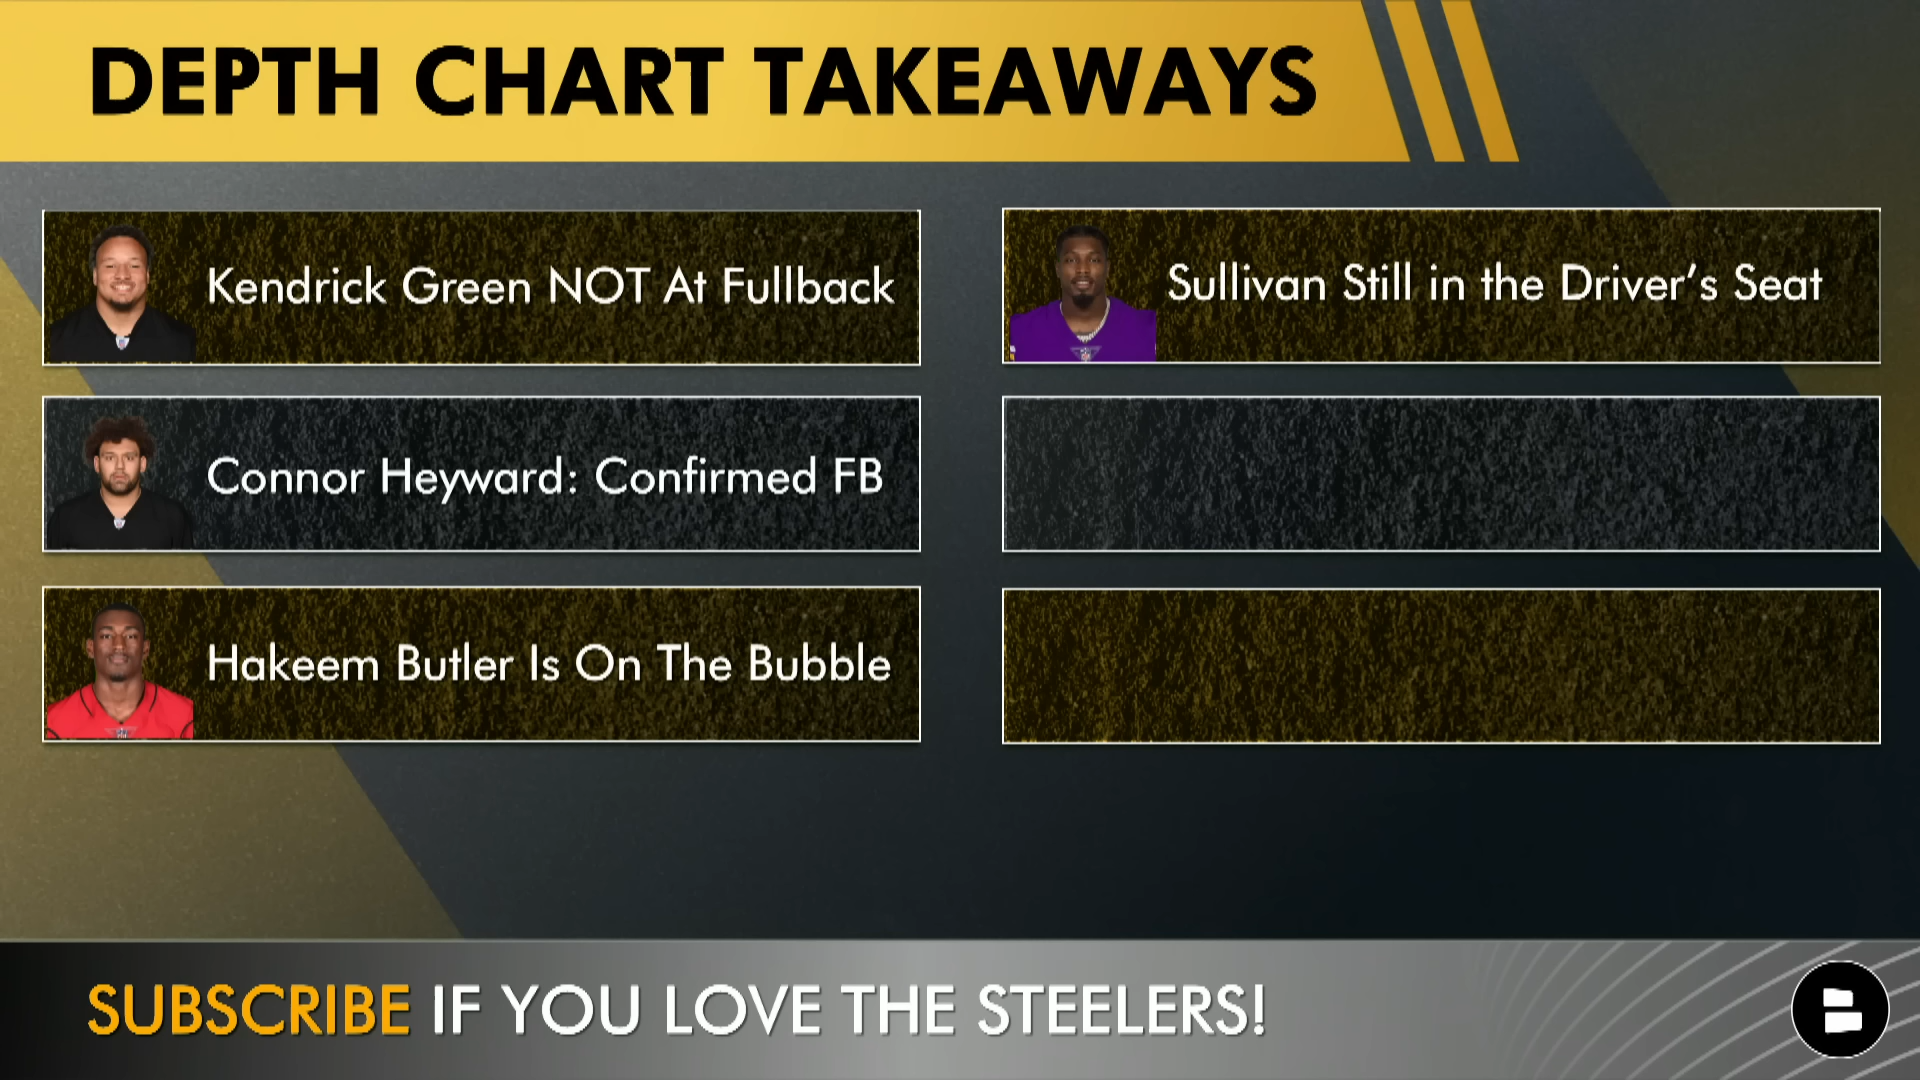 DEPTH CHART TAKEAWAYS
Kendrick Green NOT At Fullback
Connor Heyward: Confirmed FB
Hakeem Butler Is On The Bubble
Sullivan Still in the Driver's Seat
SUBSCRIBE IF YOU LOVE THE STEELERS!